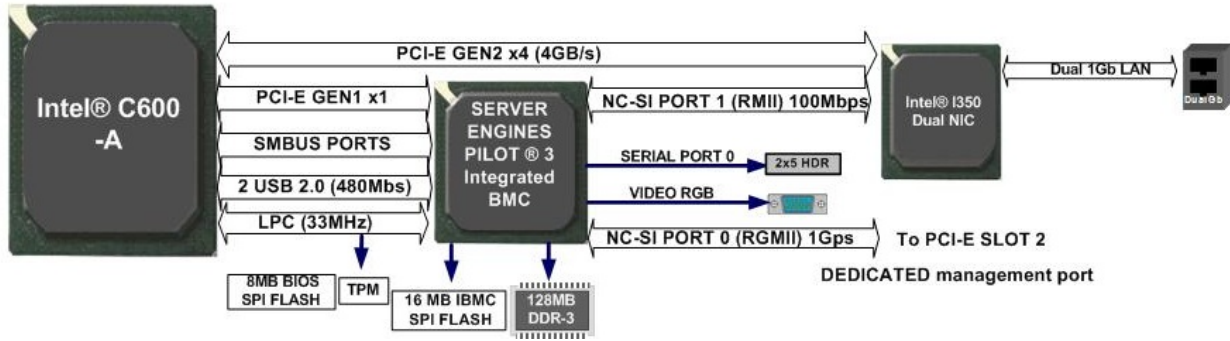 PCI-E GEN2 x4 (4GB/s)
Intel® C600
-A
PCI-E GEN1 x1
SMBUS PORTS
2 USB 2.0 (480Mbs)
LPC (33MHz)
SERVER
ENGINES
PILOT ® 3
Integrated
BMC
NC-SI PORT 1 (RMII) 100Mbps
SERIAL PORT 0
2x5 HDR
VIDEO RGB
NC-SI PORT 0 (RGMII) 1Gps
To PCI-E SLOT 2
DEDICATED management port
Intel® I350
Dual NIC
Dual 1Gb LAN
Dual Gb
8MB BIOS
SPI FLASH
TPM
16 MB IBMC
SPI FLASH
128MB
DDR-3